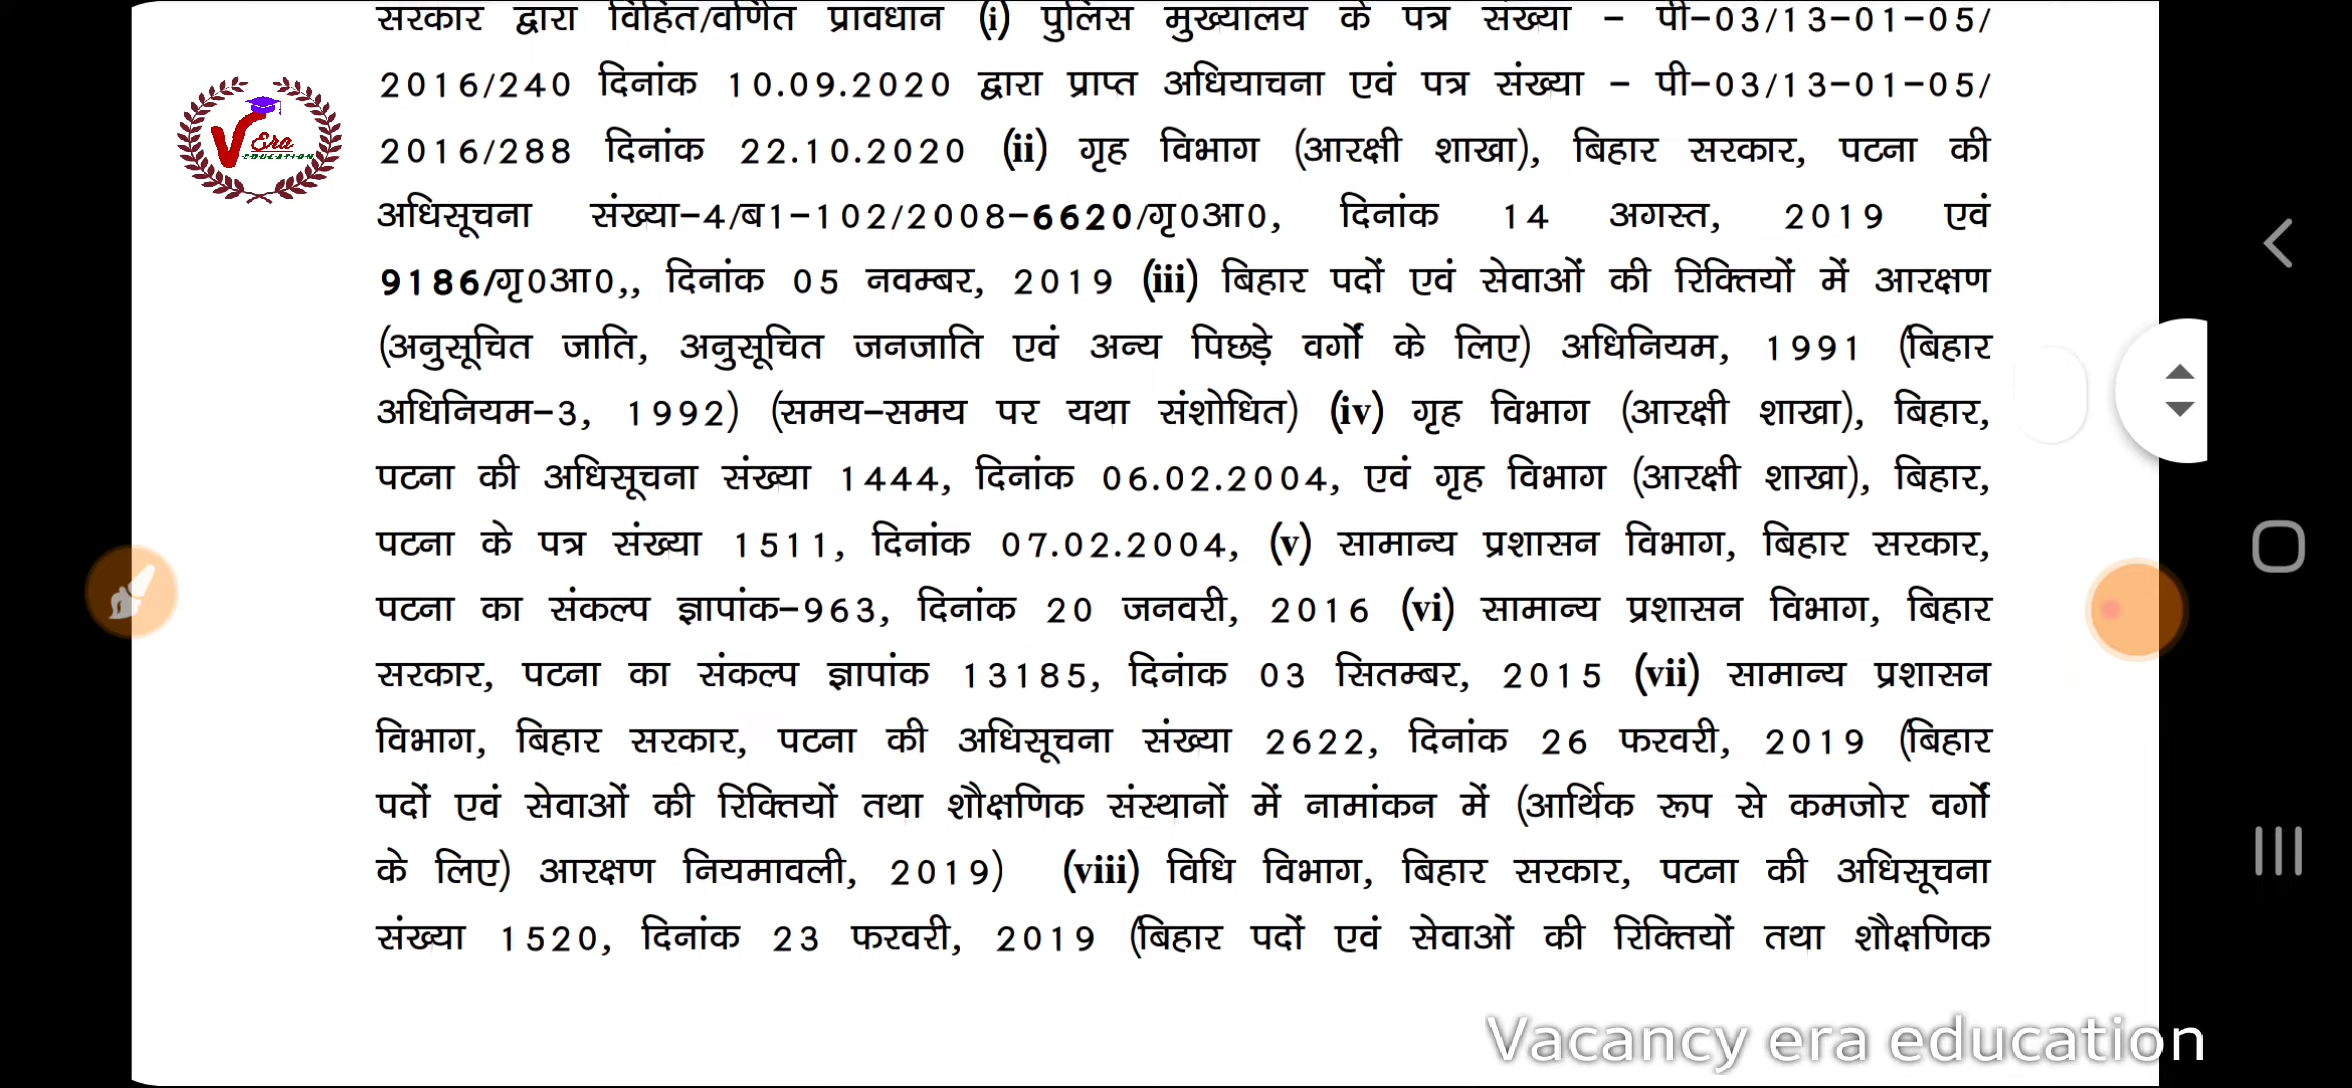 सरकार द्वारा विहित/वर्णित प्रावधान (i) पुलिस मुख्यालय के पत्र संख्या – पी–03/13–01–05/
2016/240 दिनांक 10.09.2020 द्वारा प्राप्त अधियाचना एवं पत्र संख्या – पी–03/13–01–05/
2016/288 दिनांक 22.10.2020 (ii) गृह विभाग (आरक्षी शाखा), बिहार सरकार, पटना की
अधिसूचना संख्या–4/ब1–102/2008–6620/गृ0आ0, दिनांक 14 अगस्त, 2019 एवं
9186/गृ0आ0,, दिनांक 05 नवम्बर, 2019 (iii) बिहार पदों एवं सेवाओं की रिक्तियों में आरक्षण
(अनुसूचित जाति, अनुसूचित जनजाति एवं अन्य पिछड़े वर्गों के लिए) अधिनियम, 1991 (बिहार
अधिनियम–3, 1992) (समय–समय पर यथा संशोधित) (iv) गृह विभाग (आरक्षी शाखा), बिहार,
पटना की अधिसूचना संख्या 1444, दिनांक 06.02.2004, एवं गृह विभाग (आरक्षी शाखा), बिहार,
पटना के पत्र संख्या 1511, दिनांक 07.02.2004, (v) सामान्य प्रशासन विभाग, बिहार सरकार,
पटना का संकल्प ज्ञापांक–963, दिनांक 20 जनवरी, 2016 (vi) सामान्य प्रशासन विभाग, बिहार
सरकार, पटना का संकल्प ज्ञापांक 13185, दिनांक 03 सितम्बर, 2015 (vii) सामान्य प्रशासन
विभाग, बिहार सरकार, पटना की अधिसूचना संख्या 2622, दिनांक 26 फरवरी, 2019 (बिहार
पदों एवं सेवाओं की रिक्तियों तथा शौक्षणिक संस्थानों में नामांकन में (आर्थिक रूप से कमजोर वर्गों
के लिए) आरक्षण नियमावली, 2019) (viii) विधि विभाग, बिहार सरकार, पटना की अधिसूचना
संख्या 1520, दिनांक 23 फरवरी, 2019 (बिहार पदों एवं सेवाओं की रिक्तियों तथा शौक्षणिक
V Era
EDUCATION
Vacancy era education